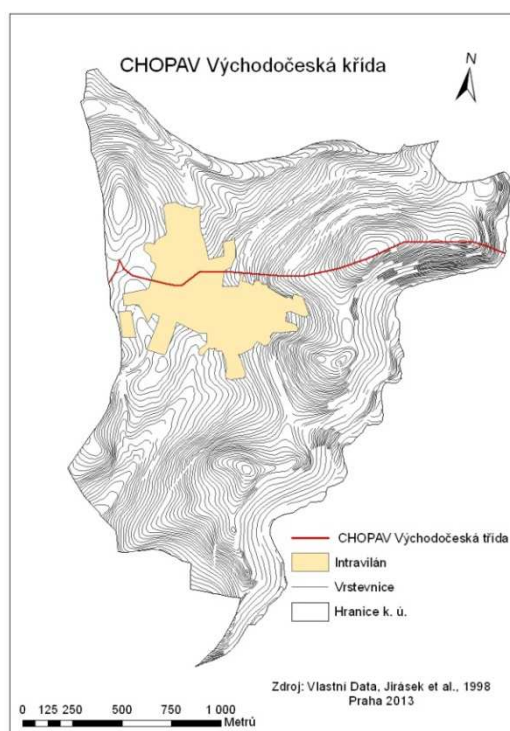 CHOPAV Východočeská křída
N
CHOPAV Východočeská třída
Intravilán
Vrstevnice
Hranice k. ú.
Zdroj: Vlastní Data, Jirásek et al., 1998
Praha 2013
0 125 250 500 750 1 000
Metrů